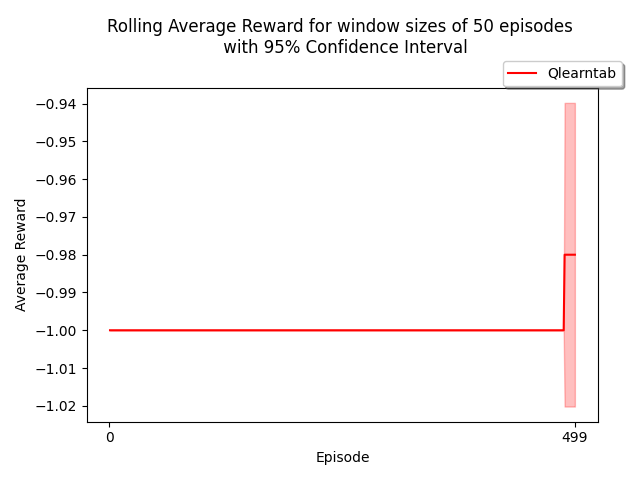 Rolling Average Reward for window sizes of 50 episodes
with 95% Confidence Interval
Qlearntab
−0.94
−0.95
−0.96
−0.97
−0.98
−0.99
−1.00
−1.01
−1.02
Average Reward
0
499
Episode